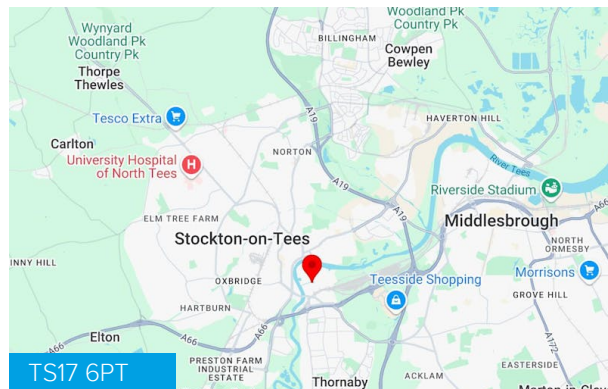 Wynyard
Woodland Pk
Country Pk
Woodland Pk
Country Pk
BILLINGHAM
Cowpen
Bewley
Thorpe
Thewles
A19
Tesco Extra
HAVERTON HILL
Carlton
NORTON
University Hospital
of North Tees
River Tees
A19
Riverside Stadium
A66
ELM TREE FARM
Middlesbrough
Stockton-on-Tees
NORTH
ORMESBY
INNY HILL
OXBRIDGE
Teesside Shopping
Morrisons
GROVE HILL
HARTBURN
A66
Elton
A66
A66
A172
PRESTON FARM
INDUSTRIAL
ESTATE
EASTERSIDE
TS17 6PT
Thornaby
ACKLAM